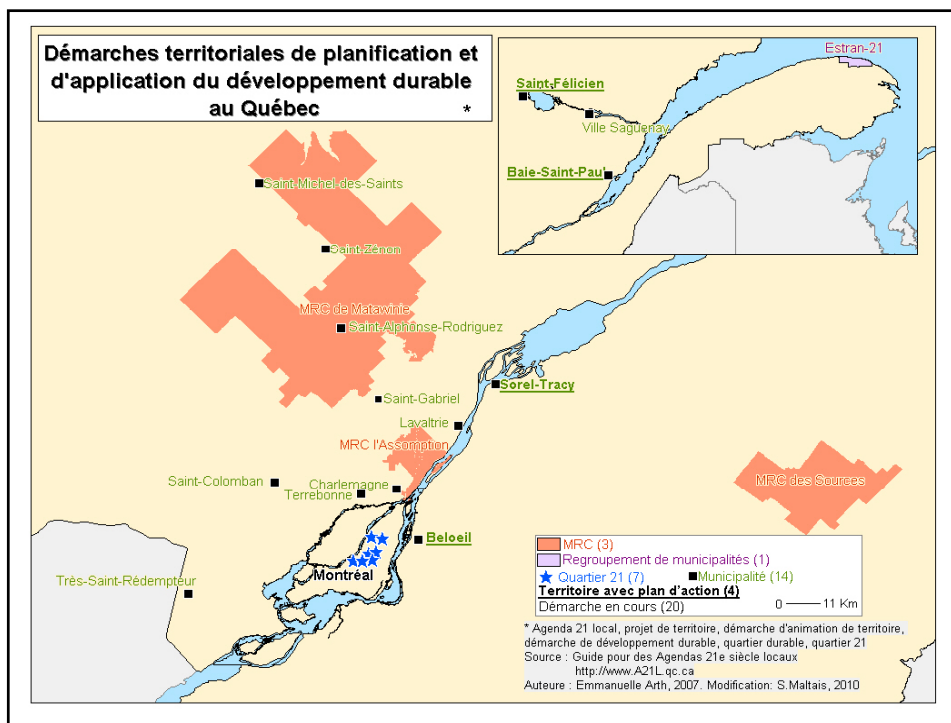 Démarches territoriales de planification et
d'application du développement durable
au Québec *
Estran-21
Saint-Félicien
Ville Saguenay
Baie-Saint-Paul
Saint-Michel-des-Saints
Saint-Zénon
MRC de Matawinie
Saint-Alphonse-Rodriguez
Sorel-Tracy
Saint-Gabriel
Lavaltrie
MRC l'Assomption
MRC des Sources
Saint-Colomban
Charlemagne
Terrebonne
Beloeil
Montréal
Très-Saint-Rédempteur
MRC (3)
Regroupement de municipalités (1)
Quartier 21 (7) Municipalité (14)
Territoire avec plan d'action (4)
Démarche en cours (20) 0 11 Km
* Agenda 21 local, projet de territoire, démarche d'animation de territoire,
démarche de développement durable, quartier durable, quartier 21
Source : Guide pour des Agendas 21e siècle locaux
http://www.A21L.qc.ca
Auteure : Emmanuelle Arth, 2007. Modification: S.Maltais, 2010